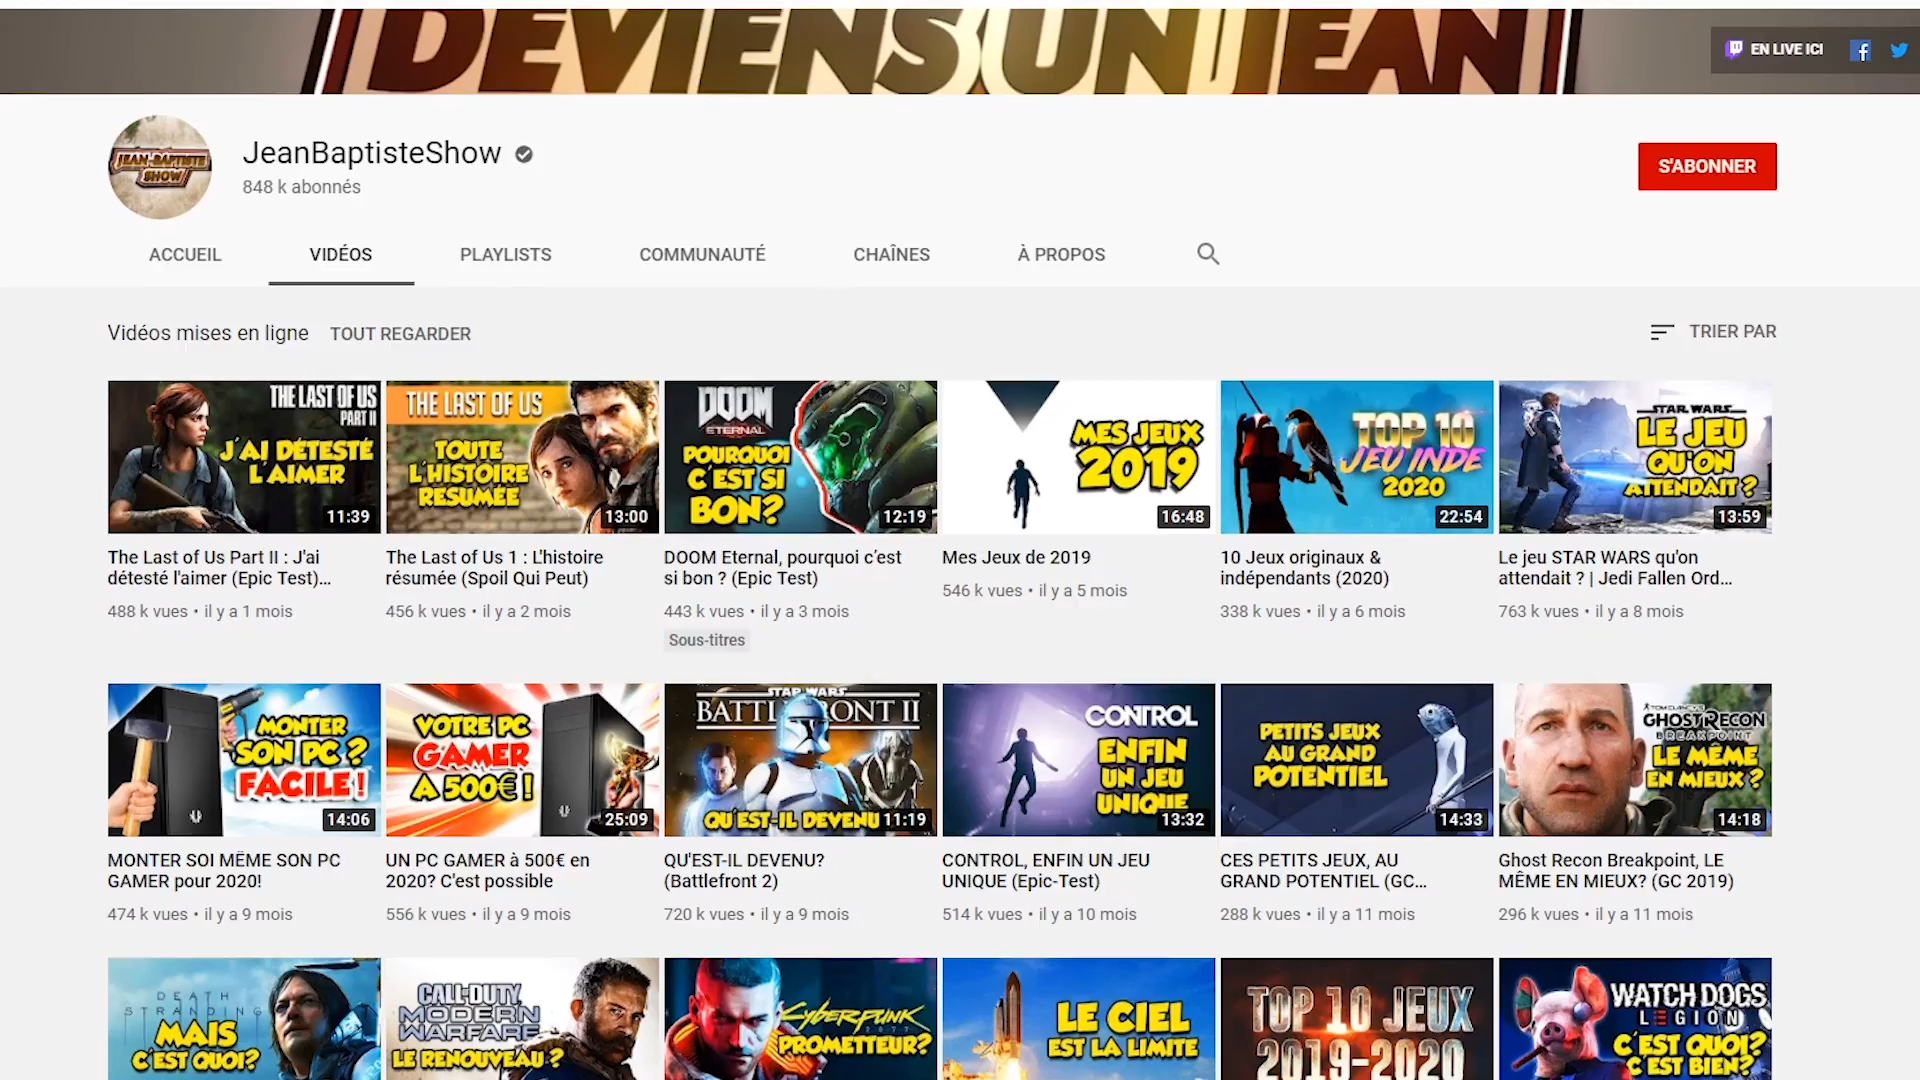 DEVIENS UN JEAN
EN LIVE ICI
JEAN-BAPTISTE
SHOW
JeanBaptisteShow
848 k abonnés
S'ABONNER
ACCUEIL
VIDÉOS
PLAYLISTS
COMMUNAUTÉ
CHAÎNES
À PROPOS
Vidéos mises en ligne
TOUT REGARDER
TRIER PAR
THE LAST OF US
PART II
J'AI DÉTESTÉ
L'AIMER
11:39
THE LAST OF US
TOUTE
L'HISTOIRE
RESUMÉE
13:00
DOOM
ETERNAL
POURQUOI
C'EST SI
BON?
12:19
MES JEUX
2019
16:48
TOP 10
JEU INDE
2020
22:54
STAR WARS
LE JEU
QU'ON
ATTENDAIT ?
13:59
The Last of Us Part II : J'ai
détesté l'aimer (Epic Test)...
488 k vues • il y a 1 mois
The Last of Us 1 : L'histoire
résumée (Spoil Qui Peut)
456 k vues • il y a 2 mois
DOOM Eternal, pourquoi c’est
si bon ? (Epic Test)
443 k vues • il y a 3 mois
Sous-titres
Mes Jeux de 2019
546 k vues • il y a 5 mois
10 Jeux originaux &
indépendants (2020)
338 k vues • il y a 6 mois
Le jeu STAR WARS qu'on
attendait ? | Jedi Fallen Ord...
763 k vues • il y a 8 mois
MONTER
SON PC ?
FACILE !
14:06
VOTRE PC
GAMER
A 500€ !
25:09
STAR WARS
BATTLEFRONT II
QU'EST-IL DEVENU
11:19
CONTROL
ENFIN
UN JEU
UNIQUE
13:32
PETITS JEUX
AU GRAND
POTENTIEL
14:33
TOM CLANCY'S
GHOST RECON
BREAKPOINT
LE MÊME
EN MIEUX ?
14:18
MONTER SOI MÊME SON PC
GAMER pour 2020!
474 k vues • il y a 9 mois
UN PC GAMER à 500€ en
2020? C'est possible
556 k vues • il y a 9 mois
QU'EST-IL DEVENU?
(Battlefront 2)
720 k vues • il y a 9 mois
CONTROL, ENFIN UN JEU
UNIQUE (Epic-Test)
514 k vues • il y a 10 mois
CES PETITS JEUX, AU
GRAND POTENTIEL (GC...
288 k vues • il y a 11 mois
Ghost Recon Breakpoint, LE
MÊME EN MIEUX? (GC 2019)
296 k vues • il y a 11 mois
DEATH
STRANDING
MAIS
C'EST QUOI?
CALL OF DUTY
MODERN
WARFARE
LE RENOUVEAU ?
Cyberpunk
2077
PROMETTEUR?
LE CIEL
EST LA LIMITE
TOP 10 JEUX
2019-2020
WATCH DOGS
LEGION
C'EST QUOI?
C'EST BIEN?